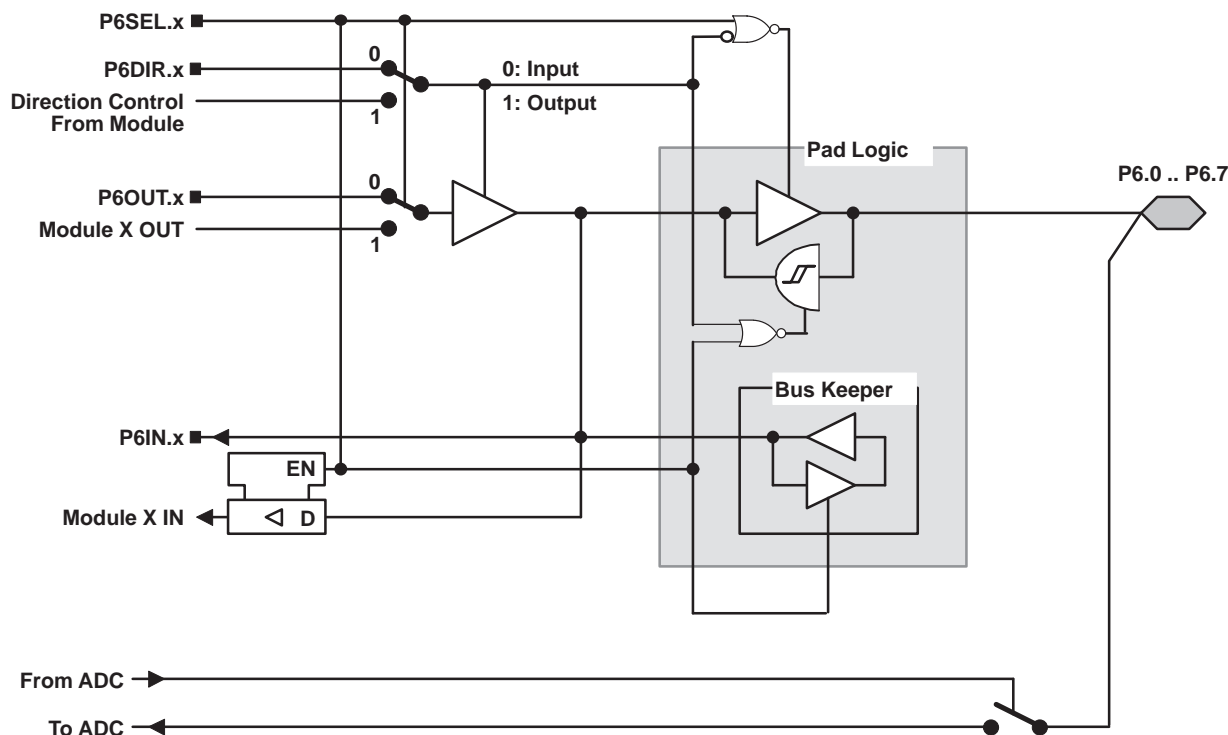 P6SEL.x
P6DIR.x
0
0: Input
Direction Control
From Module
1
1: Output
Pad Logic
P6.0 .. P6.7
P6OUT.x
0
Module X OUT
1
Bus Keeper
P6IN.x
EN
Module X IN
D
From ADC
To ADC